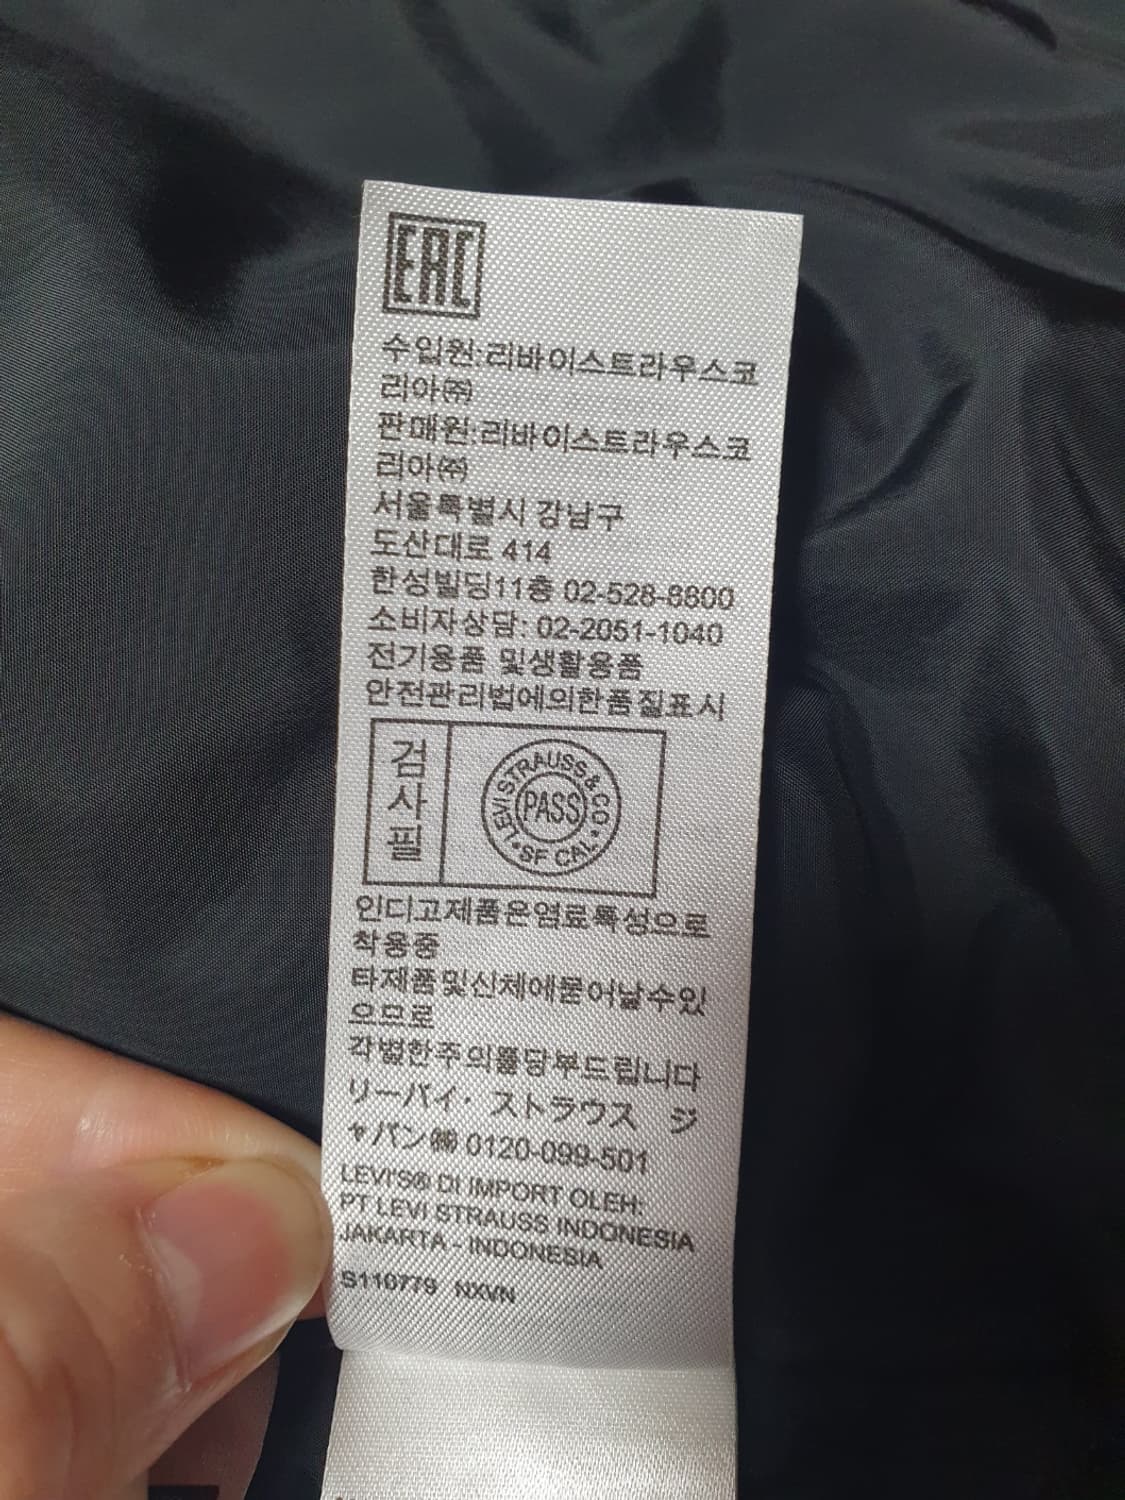 EAC
수입원:리바이스트라우스코
리아㈜
판매원:리바이스트라우스코
리아㈜
서울특별시 강남구
도산대로 414
한성빌딩11층 02-528-8800
소비자상담: 02-2051-1040
전기용품 및생활용품
안전관리법에의한품질표시
검사필
LEVI STRAUSS & CO
PASS
SF CAL
인디고제품은염료특성으로
착용중
타제품및신체에묻어날수있
으므로
각별한주의를당부드립니다
リーバイ・ストラウス ジ
ャパン㈱ 0120-099-501
LEVI'S® DI IMPORT OLEH:
PT LEVI STRAUSS INDONESIA
JAKARTA - INDONESIA
S110779 NXVN